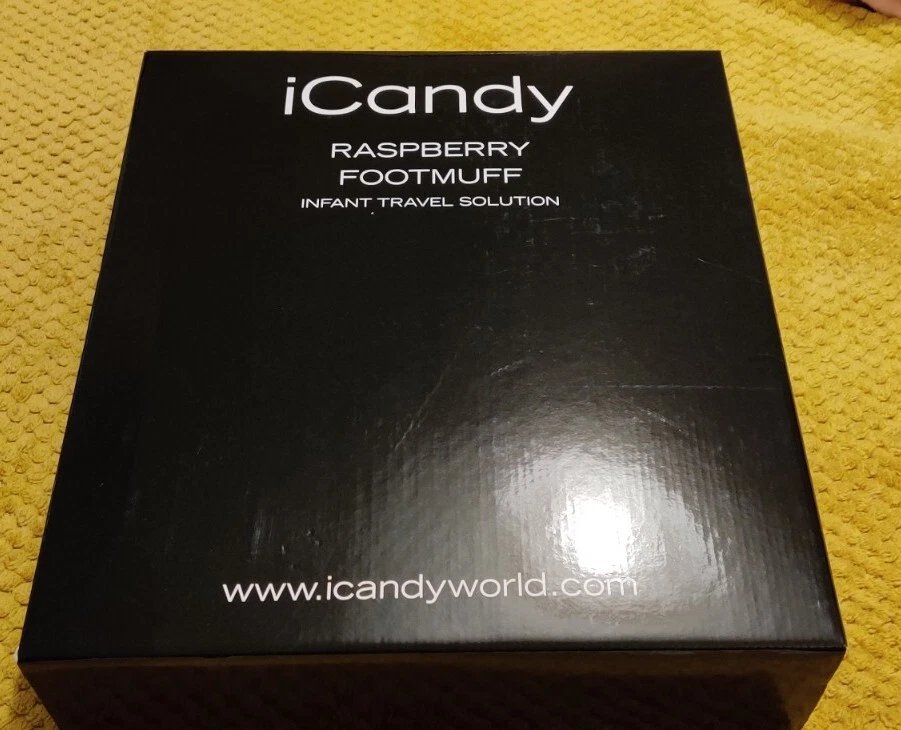 iCandy
RASPBERRY
FOOTMUFF
INFANT TRAVEL SOLUTION
www.icandyworld.com